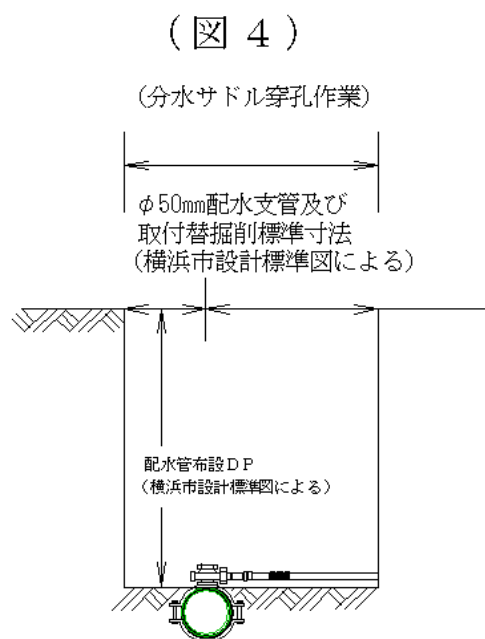 (図 4)
(分水サドル穿孔作業)
φ50mm配水支管及び
取付替掘削標準寸法
(横浜市設計標準図による)
配水管布設DP
(横浜市設計標準図による)